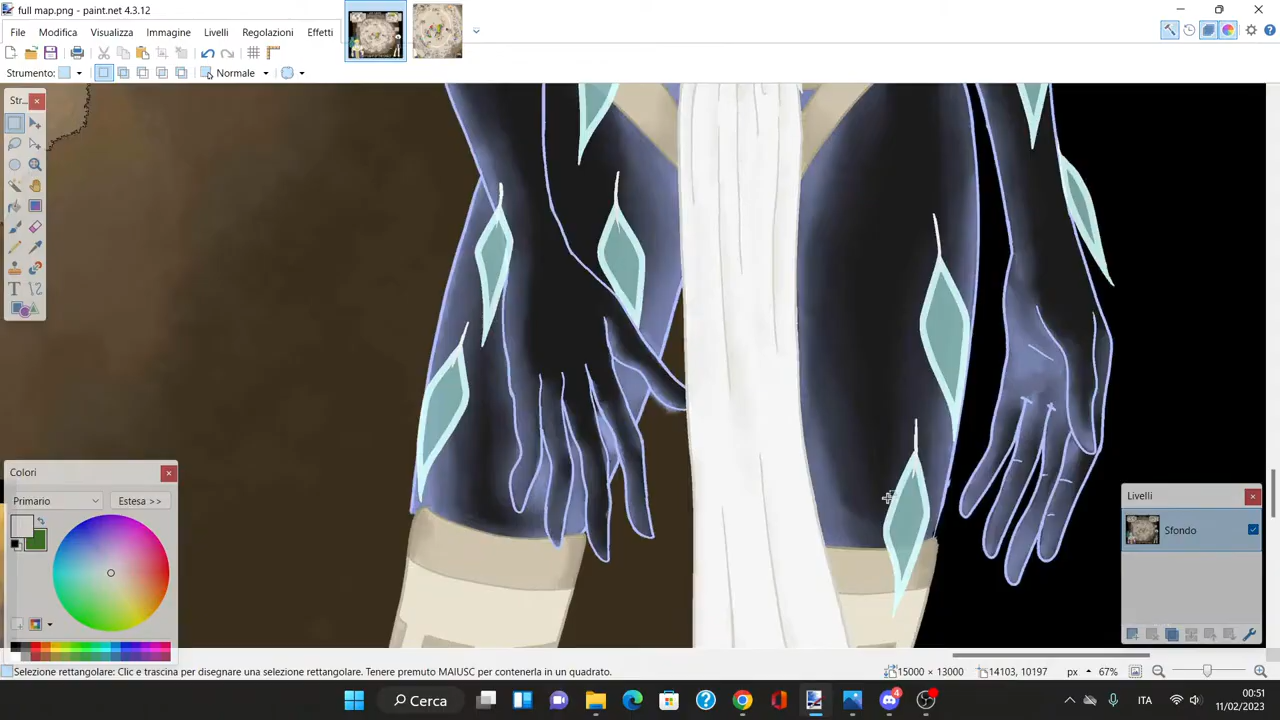 full map.png - paint.net 4.3.12
File Modifica Visualizza Immagine Livelli Regolazioni Effetti
Strumento: Normale
Str...
Colori
Primario Estesa >>
Livelli
Sfondo
Selezione rettangolare: Clic e trascina per disegnare una selezione rettangolare. Tenere premuto MAIUSC per contenerla in un quadrato. 15000 × 13000 14103, 10197 px 67%
Cerca 4 ITA 00:51
11/02/2023